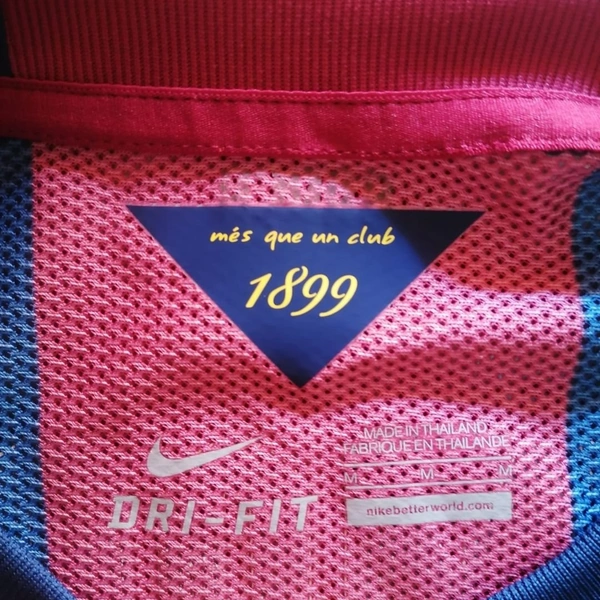 més que un club
1899
MADE IN THAILAND
FABRIQUE EN THAILANDE
M M M
DRI-FIT
nikebetterworld.com